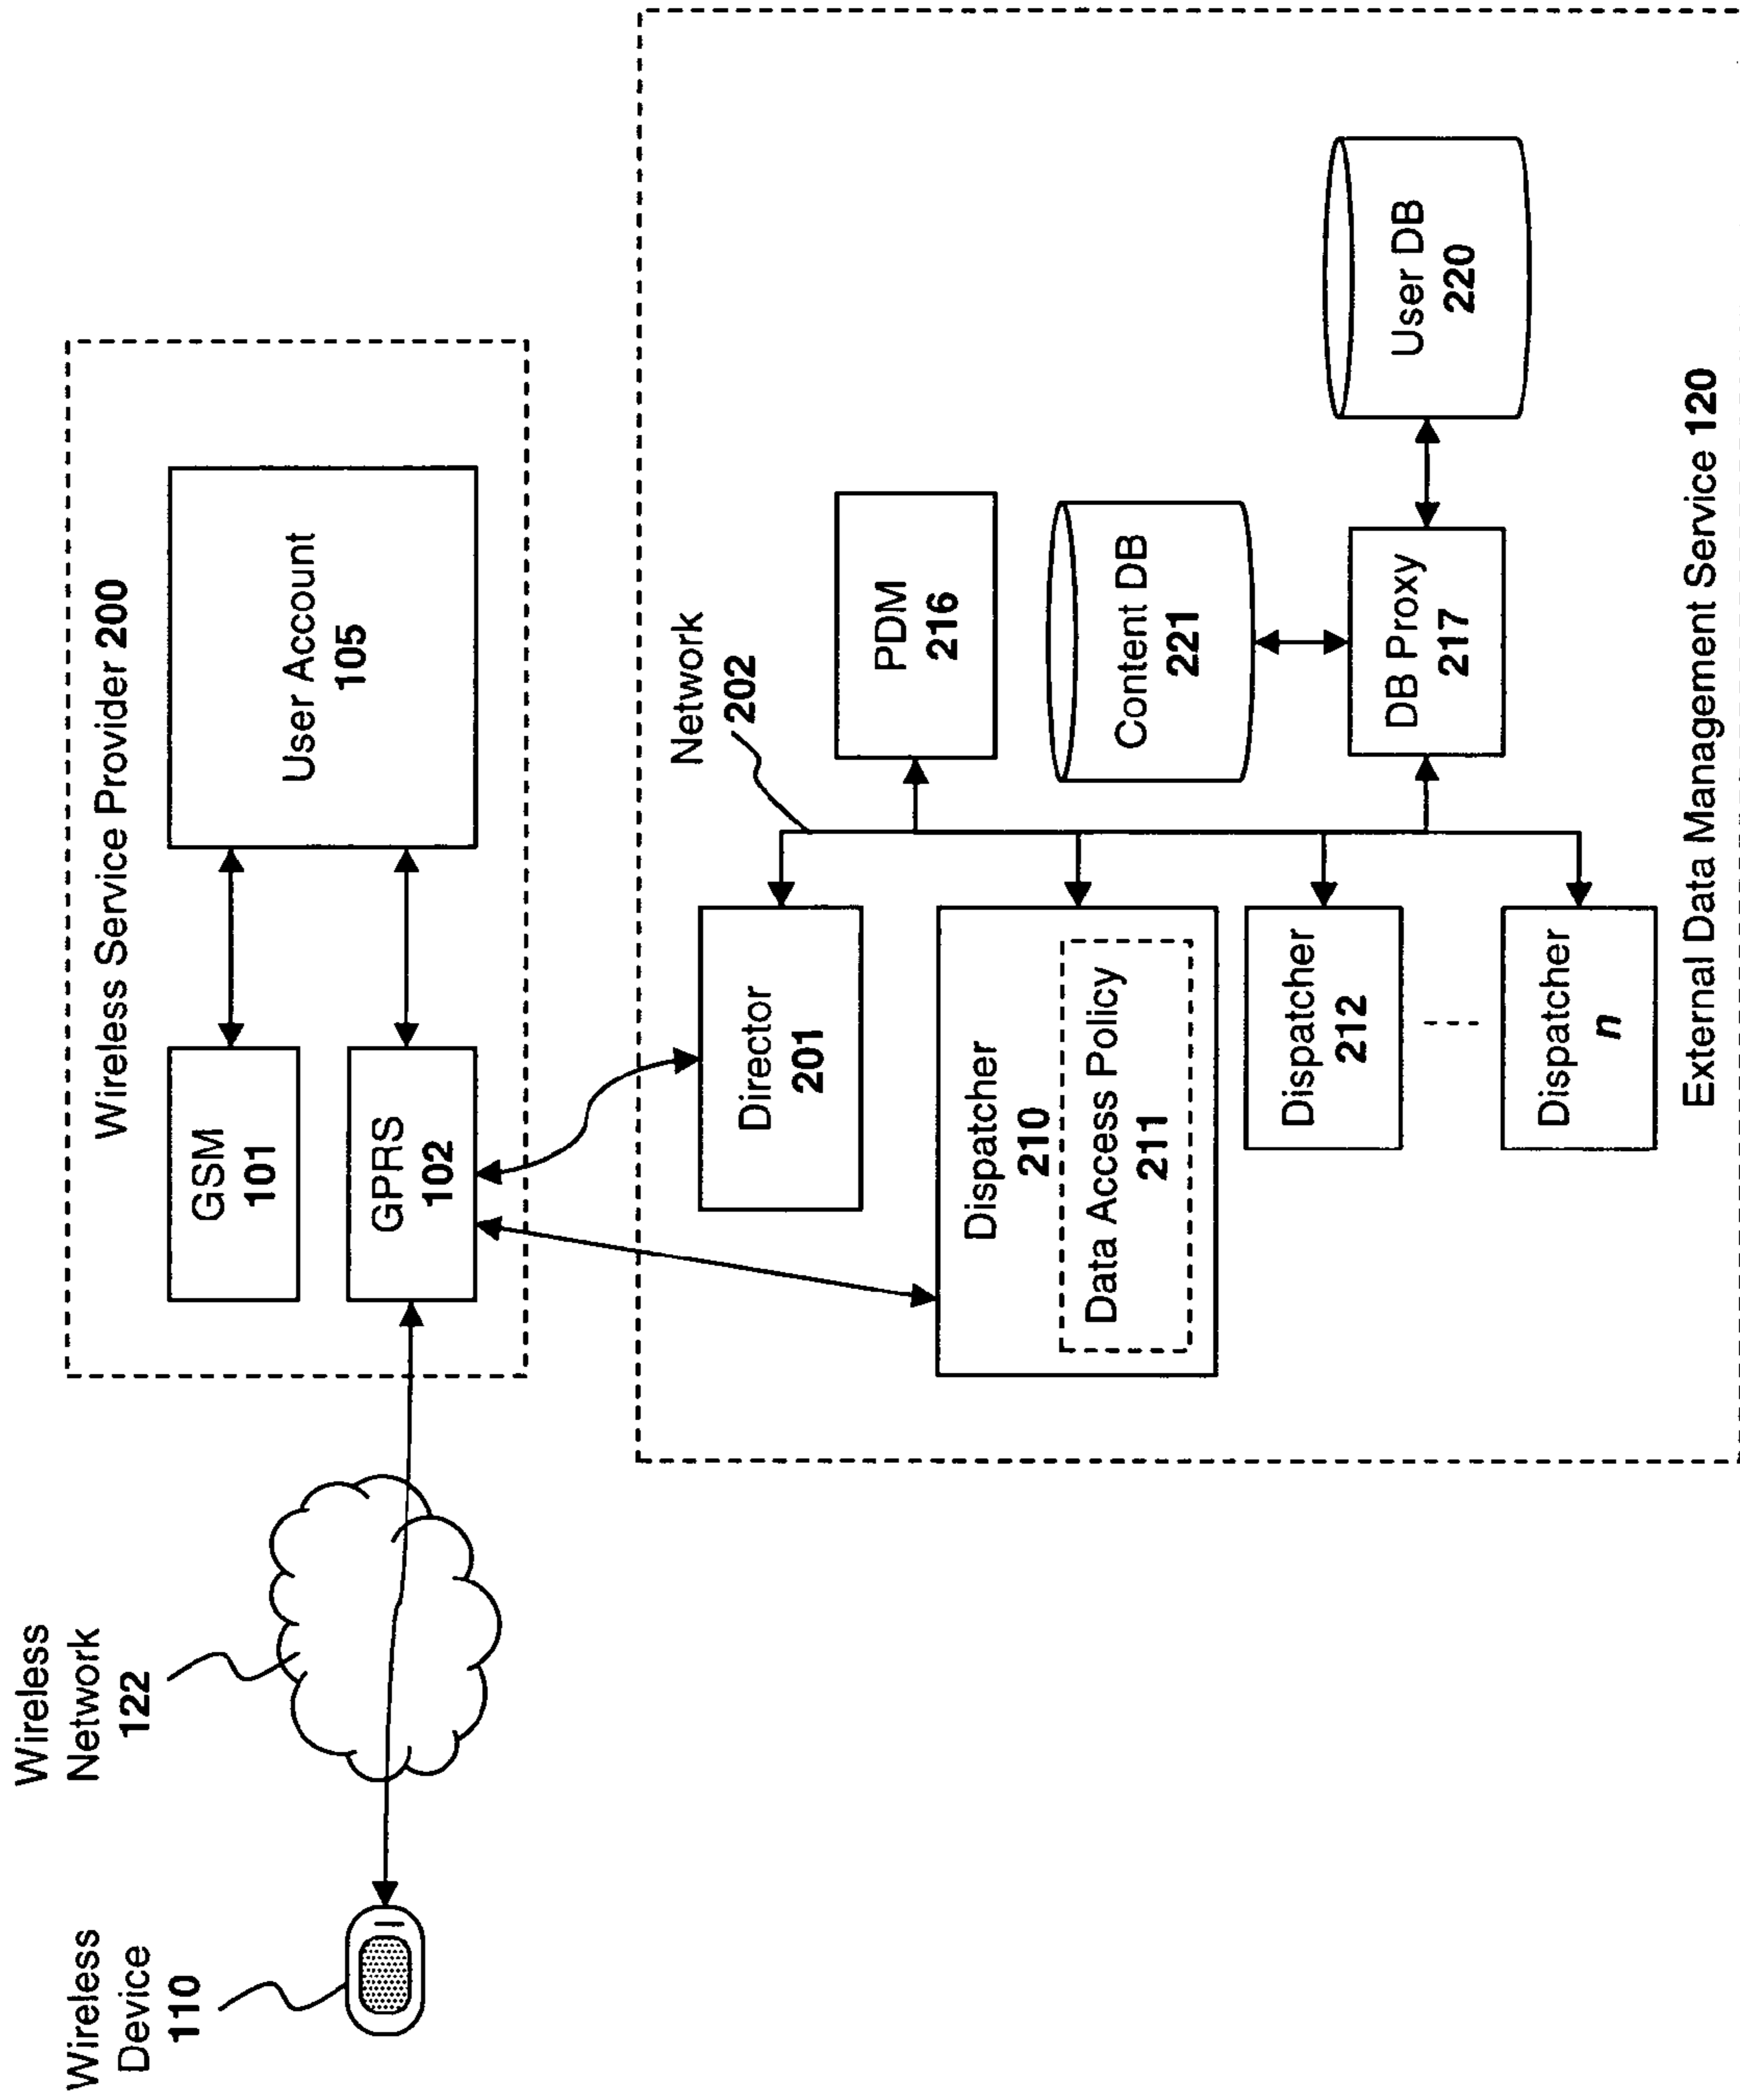 Wireless
Device
110
Wireless
Network
122
Wireless Service Provider 200
GSM
101
GPRS
102
User Account
105
Network
202
Director
201
PDM
216
Dispatcher
210
Data Access Policy
211
Content DB
221
Dispatcher
212
DB Proxy
217
User DB
220
Dispatcher
n
External Data Management Service 120